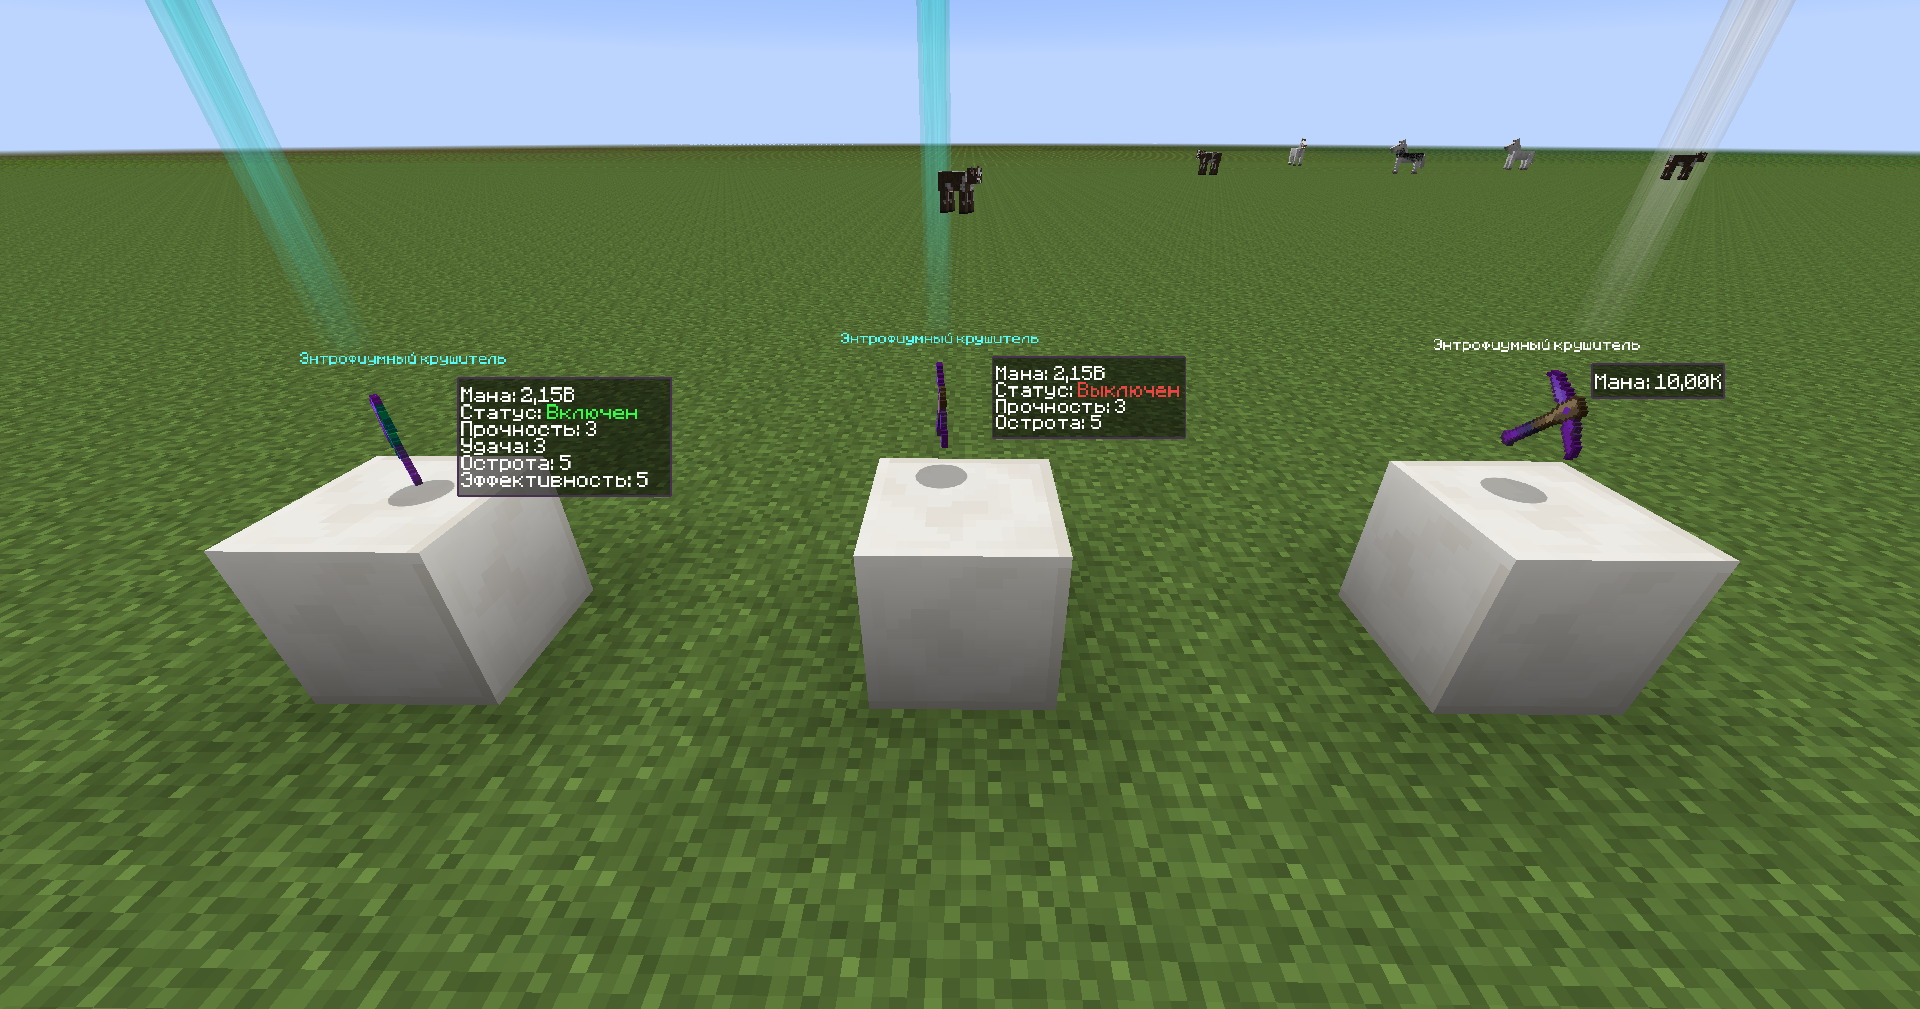 Энтрофиумный крушитель
Мана: 2,15B
Статус: Включен
Прочность: 3
Удача: 3
Острота: 5
Эффективность: 5
Энтрофиумный крушитель
Мана: 2,15B
Статус: Выключен
Прочность: 3
Острота: 5
Энтрофиумный крушитель
Мана: 10,00K